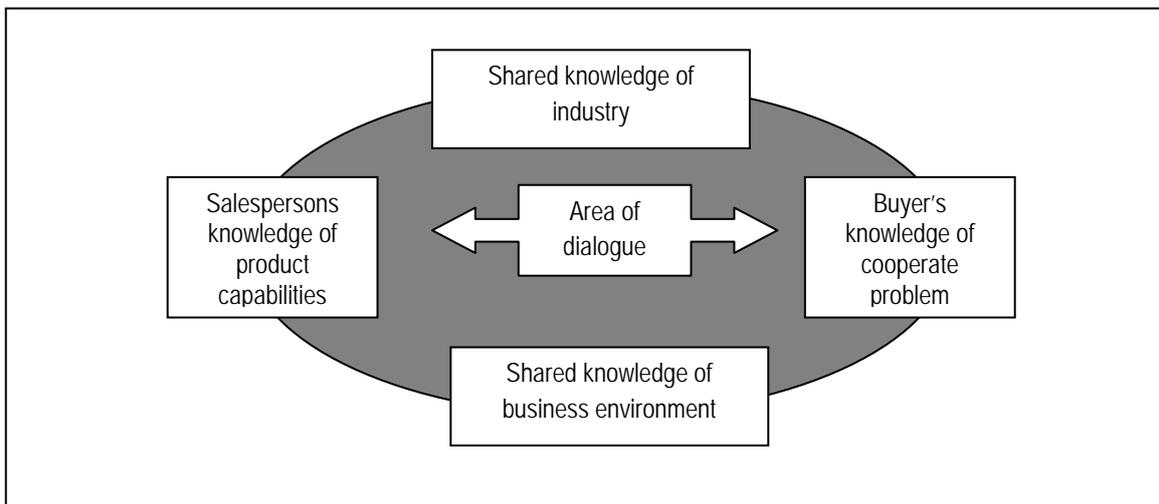 Shared knowledge of
industry
Salespersons
knowledge of
product
capabilities
Area of
dialogue
Buyer's
knowledge of
cooperate
problem
Shared knowledge of
business environment